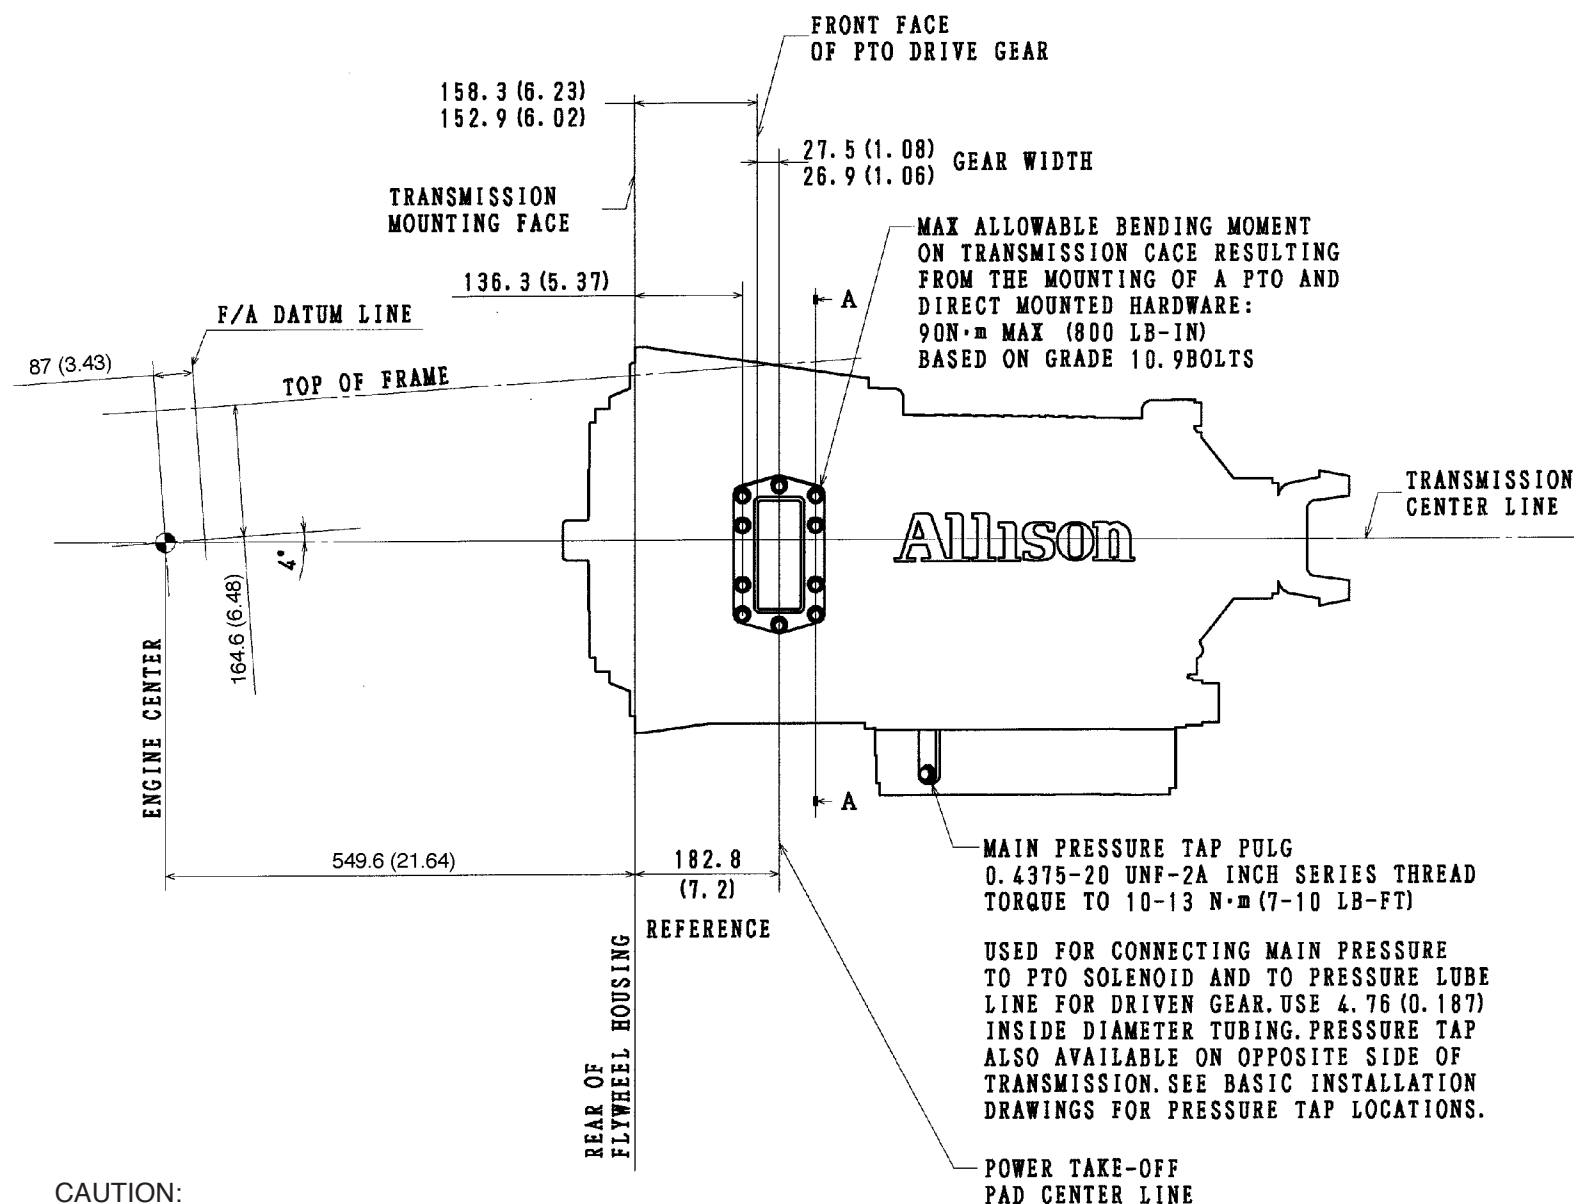 FRONT FACE
OF PTO DRIVE GEAR
158.3 (6.23)
152.9 (6.02)
27.5 (1.08)
26.9 (1.06)
GEAR WIDTH
TRANSMISSION
MOUNTING FACE
MAX ALLOWABLE BENDING MOMENT
ON TRANSMISSION CACE RESULTING
FROM THE MOUNTING OF A PTO AND
DIRECT MOUNTED HARDWARE:
90N·m MAX (800 LB-IN)
BASED ON GRADE 10.9BOLTS
136.3 (5.37)
A
F/A DATUM LINE
87 (3.43)
TOP OF FRAME
TRANSMISSION
CENTER LINE
Allison
4°
164.6 (6.48)
ENGINE CENTER
A
549.6 (21.64)
182.8
(7.2)
REFERENCE
MAIN PRESSURE TAP PULG
0.4375-20 UNF-2A INCH SERIES THREAD
TORQUE TO 10-13 N·m (7-10 LB-FT)
USED FOR CONNECTING MAIN PRESSURE
TO PTO SOLENOID AND TO PRESSURE LUBE
LINE FOR DRIVEN GEAR. USE 4.76 (0.187)
INSIDE DIAMETER TUBING. PRESSURE TAP
ALSO AVAILABLE ON OPPOSITE SIDE OF
TRANSMISSION. SEE BASIC INSTALLATION
DRAWINGS FOR PRESSURE TAP LOCATIONS.
REAR OF
FLYWHEEL HOUSING
POWER TAKE-OFF
PAD CENTER LINE
CAUTION: